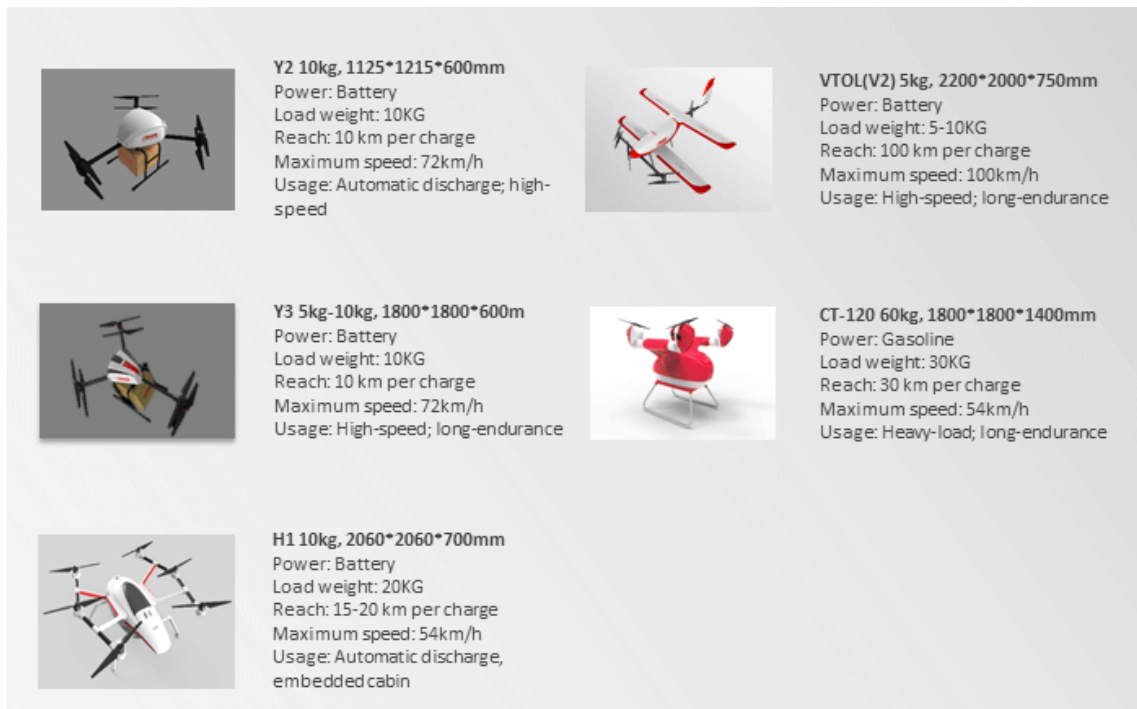 Y2 10kg, 1125*1215*600mm
Power: Battery
Load weight: 10KG
Reach: 10 km per charge
Maximum speed: 72km/h
Usage: Automatic discharge; high-
speed
VTOL(V2) 5kg, 2200*2000*750mm
Power: Battery
Load weight: 5-10KG
Reach: 100 km per charge
Maximum speed: 100km/h
Usage: High-speed; long-endurance
Y3 5kg-10kg, 1800*1800*600m
Power: Battery
Load weight: 10KG
Reach: 10 km per charge
Maximum speed: 72km/h
Usage: High-speed; long-endurance
CT-120 60kg, 1800*1800*1400mm
Power: Gasoline
Load weight: 30KG
Reach: 30 km per charge
Maximum speed: 54km/h
Usage: Heavy-load; long-endurance
H1 10kg, 2060*2060*700mm
Power: Battery
Load weight: 20KG
Reach: 15-20 km per charge
Maximum speed: 54km/h
Usage: Automatic discharge,
embedded cabin